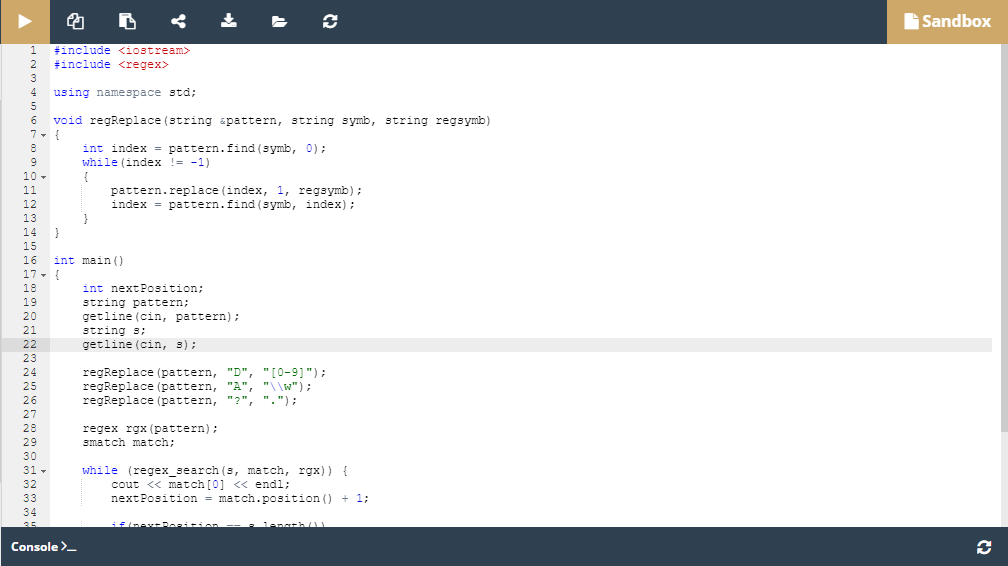 Sandbox
1 #include <iostream>
2 #include <regex>
3
4 using namespace std;
5
6 void regReplace(string &pattern, string symb, string regsymb)
7 {
8 int index = pattern.find(symb, 0);
9 while(index != -1)
10 {
11 pattern.replace(index, 1, regsymb);
12 index = pattern.find(symb, index);
13 }
14 }
15
16 int main()
17 {
18 int nextPosition;
19 string pattern;
20 getline(cin, pattern);
21 string s;
22 getline(cin, s);
23
24 regReplace(pattern, "D", "[0-9]");
25 regReplace(pattern, "A", "\\w");
26 regReplace(pattern, "?", ".");
27
28 regex rgx(pattern);
29 smatch match;
30
31 while (regex_search(s, match, rgx)) {
32 cout << match[0] << endl;
33 nextPosition = match.position() + 1;
34
35 if(nextPosition == s.length())
Console >_